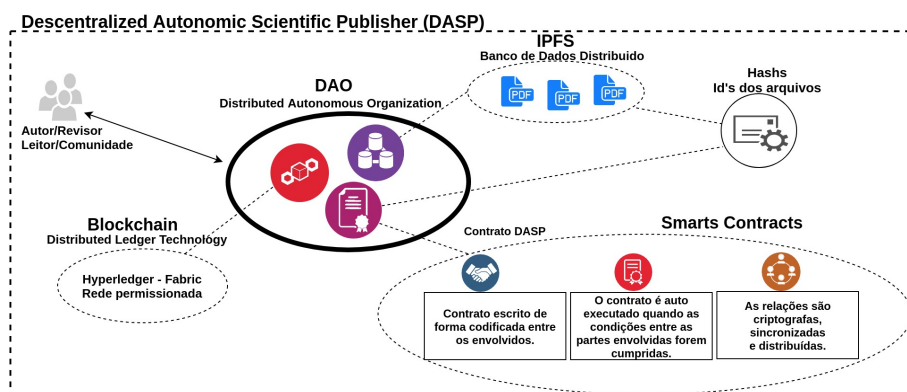 Descentralized Autonomic Scientific Publisher (DASP)
IPFS
Banco de Dados Distribuido
PDF
PDF
PDF
Hashs
Id's dos arquivos
DAO
Distributed Autonomous Organization
Autor/Revisor
Leitor/Comunidade
Blockchain
Distributed Ledger Technology
Hyperledger - Fabric
Rede permissionada
Contrato DASP
Smarts Contracts
Contrato escrito de
forma codificada entre
os envolvidos.
O contrato é auto
executado quando as
condições entre as
partes envolvidas forem
cumpridas.
As relações são
criptografas,
sincronizadas
e distribuídas.